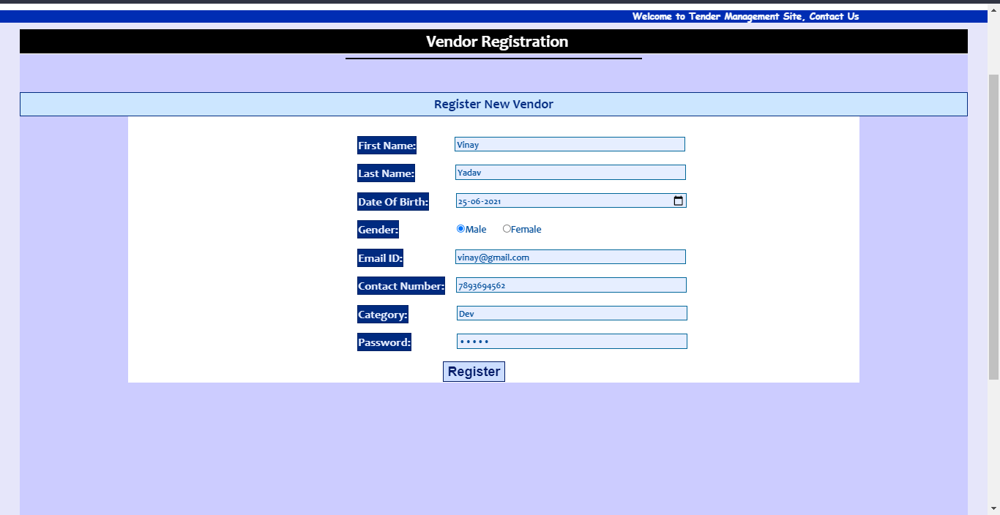 Welcome to Tender Management Site, Contact Us
Vendor Registration
Register New Vendor
First Name: Vinay
Last Name: Yadav
Date Of Birth: 25-06-2021
Gender: Male Female
Email ID: vinay@gmail.com
Contact Number: 7893694562
Category: Dev
Password: •••••
Register